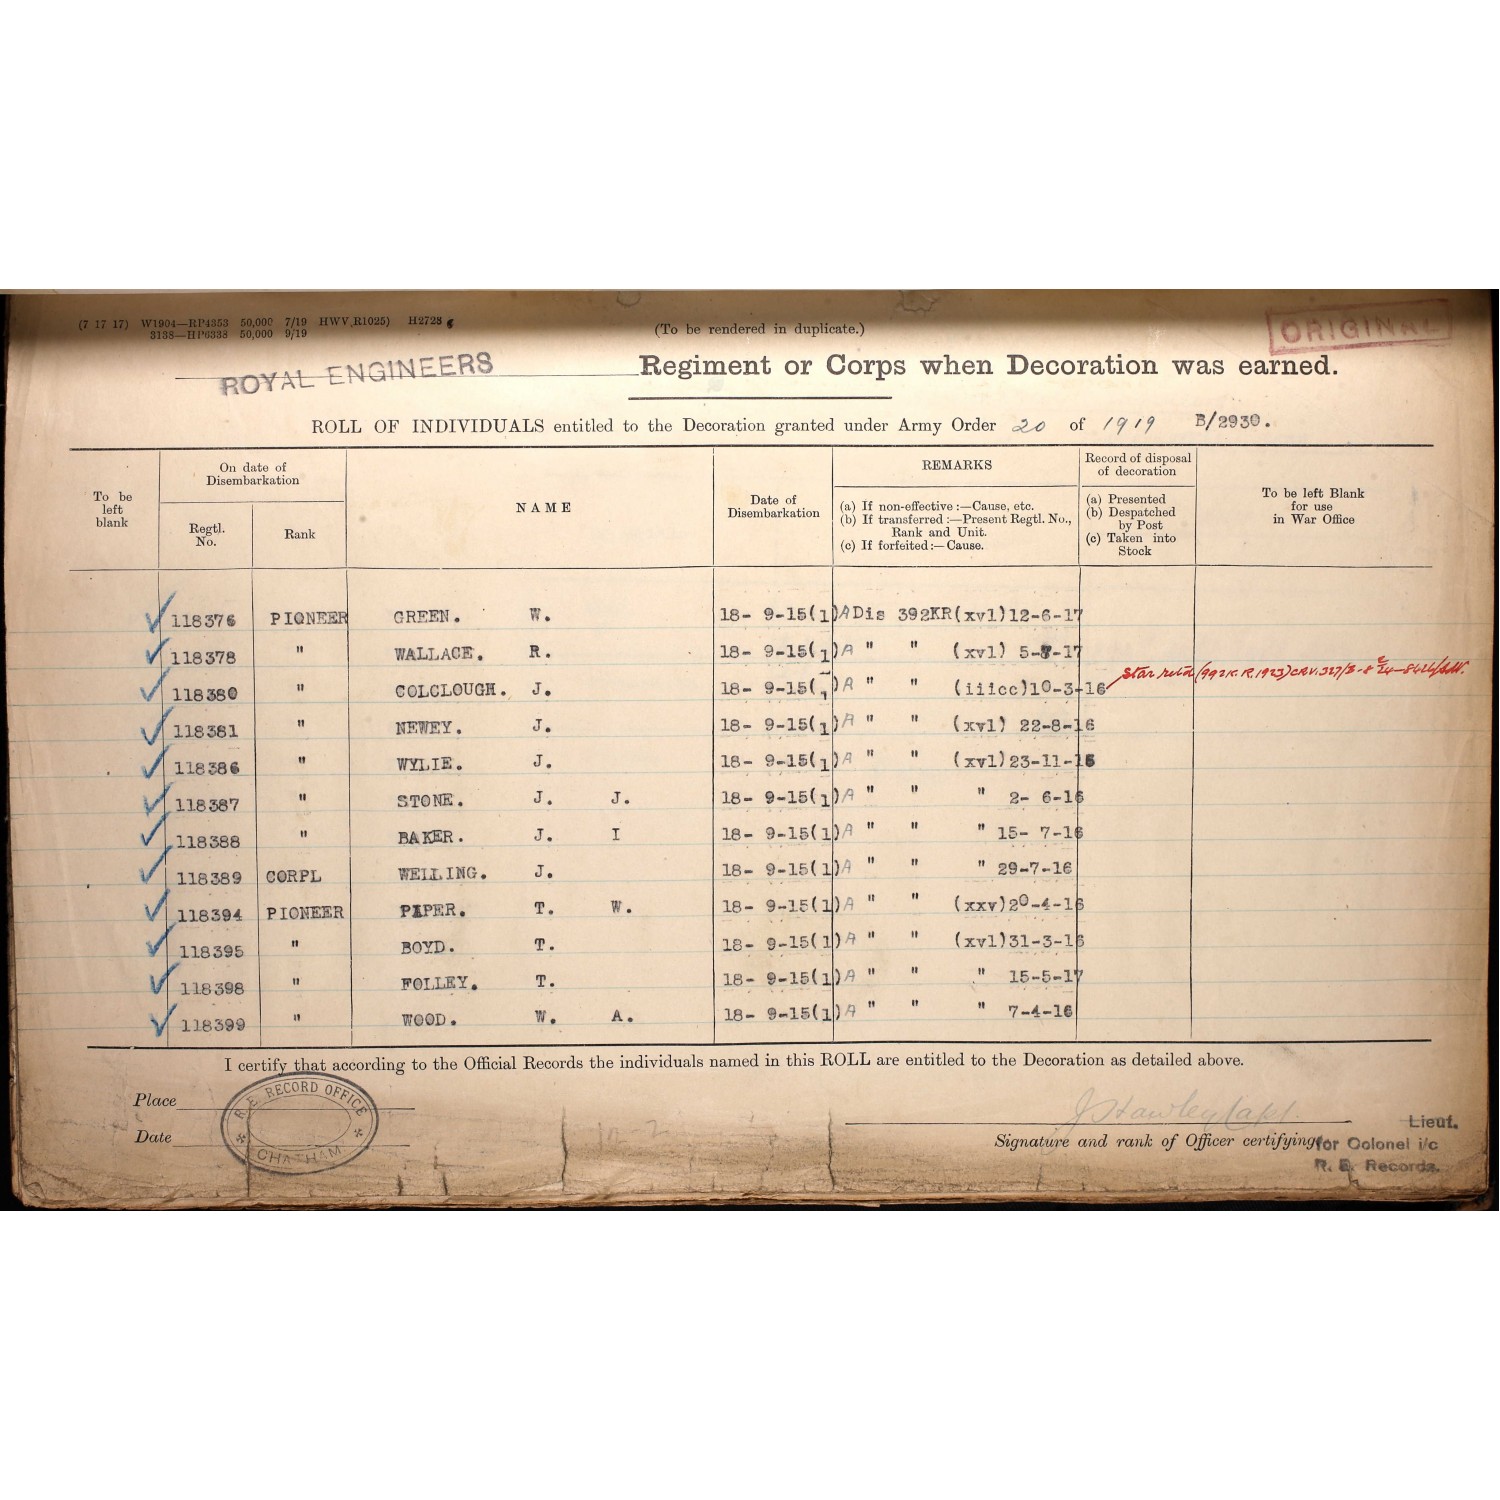 (7 17 17) W1904—RP4353 50,000 7/19 HWV(R1025) H2728
3138—HP6338 50,000 9/19
(To be rendered in duplicate.)
ORIGINAL
ROYAL ENGINEERS Regiment or Corps when Decoration was earned.
ROLL OF INDIVIDUALS entitled to the Decoration granted under Army Order 20 of 1919 B/2930.
To be left blank | On date of Disembarkation | NAME | Date of Disembarkation | REMARKS | Record of disposal of decoration | To be left Blank for use in War Office
Regtl. No. | Rank | (a) If non-effective :—Cause, etc. (b) If transferred :—Present Regtl. No., Rank and Unit. (c) If forfeited :—Cause. | (a) Presented (b) Despatched by Post (c) Taken into Stock
118376 PIONEER GREEN. W. 18- 9-15(1) A Dis 392KR(xvi)12-6-17
118378 " WALLACE. R. 18- 9-15(1) A " " (xvi) 5-8-17
118380 " COLCLOUGH. J. 18- 9-15(1) A " " (iiicc)10-3-16 Star retd (992 K.R.1923) CRV.327/3
118381 " NEWEY. J. 18- 9-15(1) A " " (xvi) 22-8-16
118386 " WYLIE. J. 18- 9-15(1) A " " (xvi)23-11-16
118387 " STONE. J. J. 18- 9-15(1) A " " " 2- 6-16
118388 " BAKER. J. I 18- 9-15(1) A " " " 15- 7-16
118389 CORPL WELLING. J. 18- 9-15(1) A " " " 29-7-16
118394 PIONEER PIPER. T. W. 18- 9-15(1) A " " (xxv)20-4-16
118395 " BOYD. T. 18- 9-15(1) A " " (xvi)31-3-16
118398 " FOLLEY. T. 18- 9-15(1) A " " " 15-5-17
118399 " WOOD. W. A. 18- 9-15(1) A " " " 7-4-16
I certify that according to the Official Records the individuals named in this ROLL are entitled to the Decoration as detailed above.
Place
R. E. RECORD OFFICE
CHATHAM
J Hawley Capt.
Lieut.
Date
Signature and rank of Officer certifying
for Colonel i/c
R. E. Records.